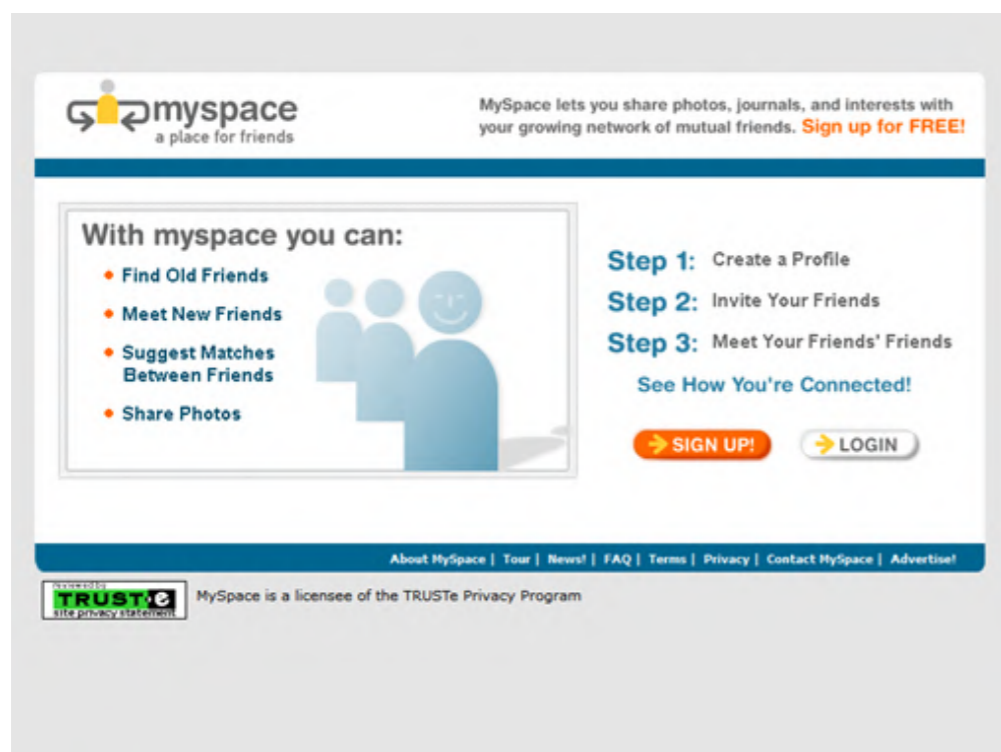 myspace
a place for friends
MySpace lets you share photos, journals, and interests with
your growing network of mutual friends. Sign up for FREE!
With myspace you can:
Find Old Friends
Meet New Friends
Suggest Matches
Between Friends
Share Photos
Step 1: Create a Profile
Step 2: Invite Your Friends
Step 3: Meet Your Friends' Friends
See How You're Connected!
SIGN UP!
LOGIN
About MySpace | Tour | News! | FAQ | Terms | Privacy | Contact MySpace | Advertise!
reviewed by
TRUSTe
site privacy statement
MySpace is a licensee of the TRUSTe Privacy Program